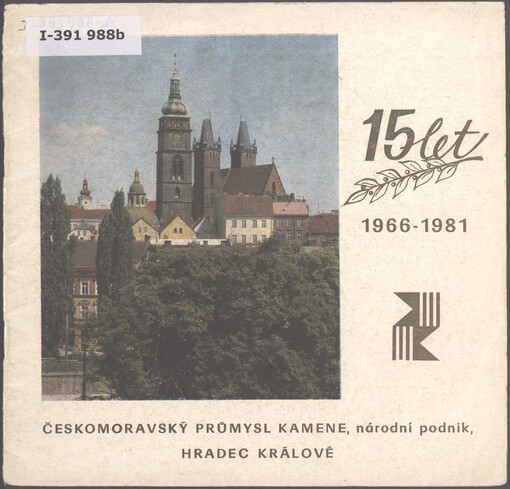 I-391 988b
15 let
1966-1981
ČESKOMORAVSKÝ PRŮMYSL KAMENE, národní podnik,
HRADEC KRÁLOVÉ